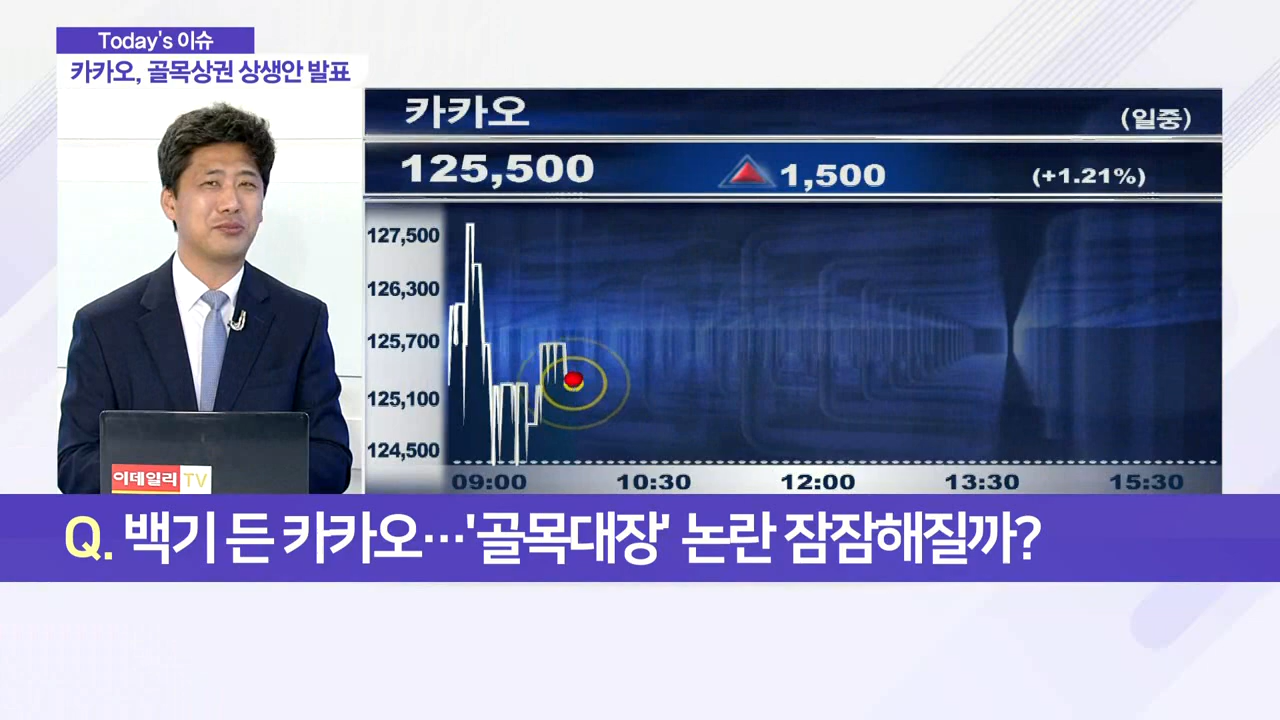 Today's 이슈
카카오, 골목상권 상생안 발표
카카오 (일중)
125,500 1,500 (+1.21%)
127,500
126,300
125,700
125,100
124,500
09:00 10:30 12:00 13:30 15:30
이데일리 TV
Q. 백기 든 카카오…'골목대장' 논란 잠잠해질까?